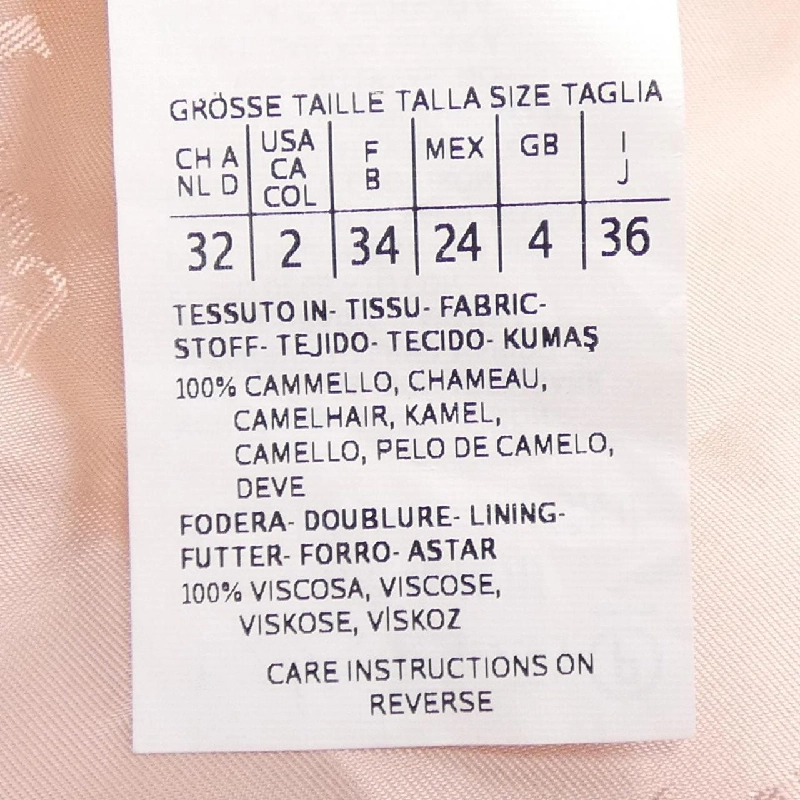 GRÖSSE TAILLE TALLA SIZE TAGLIA
CH A NL D USA CA COL F B MEX GB I J
32 2 34 24 4 36
TESSUTO IN- TISSU- FABRIC-
STOFF- TEJIDO- TECIDO- KUMAŞ
100% CAMMELLO, CHAMEAU,
CAMELHAIR, KAMEL,
CAMELLO, PELO DE CAMELO,
DEVE
FODERA- DOUBLURE- LINING-
FUTTER- FORRO- ASTAR
100% VISCOSA, VISCOSE,
VISKOSE, VİSKOZ
CARE INSTRUCTIONS ON
REVERSE